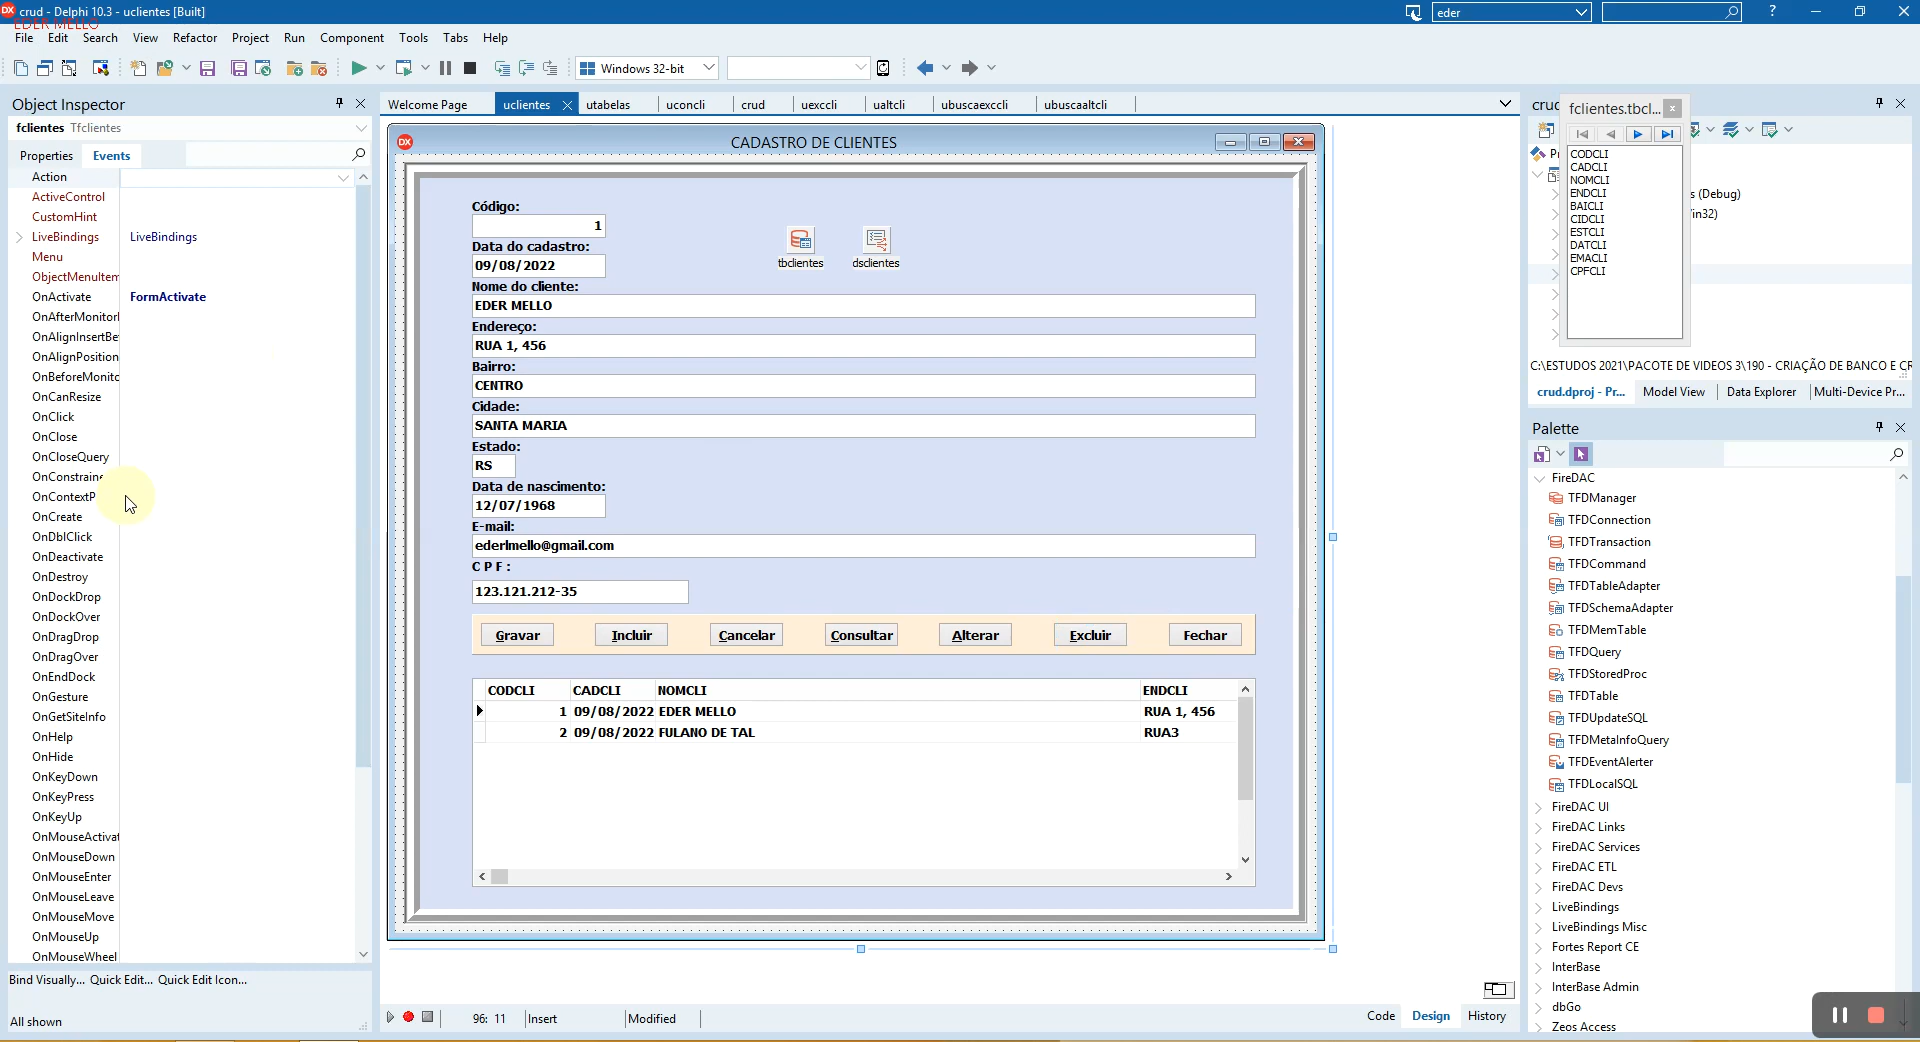 crud - Delphi 10.3 - uclientes [Built]
eder
?
EDER MELLO
File Edit Search View Refactor Project Run Component Tools Tabs Help
Windows 32-bit
Object Inspector
fclientes Tfclientes
Properties Events
Action
ActiveControl
CustomHint
LiveBindings LiveBindings
Menu
ObjectMenuItem
OnActivate FormActivate
OnAfterMonitorI
OnAlignInsertBe
OnAlignPosition
OnBeforeMonito
OnCanResize
OnClick
OnClose
OnCloseQuery
OnConstraine
OnContextP
OnCreate
OnDblClick
OnDeactivate
OnDestroy
OnDockDrop
OnDockOver
OnDragDrop
OnDragOver
OnEndDock
OnGesture
OnGetSiteInfo
OnHelp
OnHide
OnKeyDown
OnKeyPress
OnKeyUp
OnMouseActivat
OnMouseDown
OnMouseEnter
OnMouseLeave
OnMouseMove
OnMouseUp
OnMouseWheel
Bind Visually... Quick Edit... Quick Edit Icon...
All shown
Welcome Page uclientes utabelas uconcli crud uexccli ualtcli ubuscaexccli ubuscaaltcli
DX CADASTRO DE CLIENTES
Código:
1
Data do cadastro:
09/08/2022
tbclientes dsclientes
Nome do cliente:
EDER MELLO
Endereço:
RUA 1, 456
Bairro:
CENTRO
Cidade:
SANTA MARIA
Estado:
RS
Data de nascimento:
12/07/1968
E-mail:
ederlmello@gmail.com
C P F :
123.121.212-35
Gravar Incluir Cancelar Consultar Alterar Excluir Fechar
CODCLI CADCLI NOMCLI ENDCLI
1 09/08/2022 EDER MELLO RUA 1, 456
2 09/08/2022 FULANO DE TAL RUA3
96: 11 Insert Modified
Code Design History
crud
fclientes.tbcl...
CODCLI
CADCLI
NOMCLI
ENDCLI
BAICLI
CIDCLI
ESTCLI
DATCLI
EMACLI
CPFCLI
s (Debug)
in32)
C:\ESTUDOS 2021\PACOTE DE VIDEOS 3\190 - CRIAÇÃO DE BANCO E CR
crud.dproj - Pr... Model View Data Explorer Multi-Device Pr...
Palette
FireDAC
TFDManager
TFDConnection
TFDTransaction
TFDCommand
TFDTableAdapter
TFDSchemaAdapter
TFDMemTable
TFDQuery
TFDStoredProc
TFDTable
TFDUpdateSQL
TFDMetaInfoQuery
TFDEventAlerter
TFDLocalSQL
FireDAC UI
FireDAC Links
FireDAC Services
FireDAC ETL
FireDAC Devs
LiveBindings
LiveBindings Misc
Fortes Report CE
InterBase
InterBase Admin
dbGo
Zeos Access